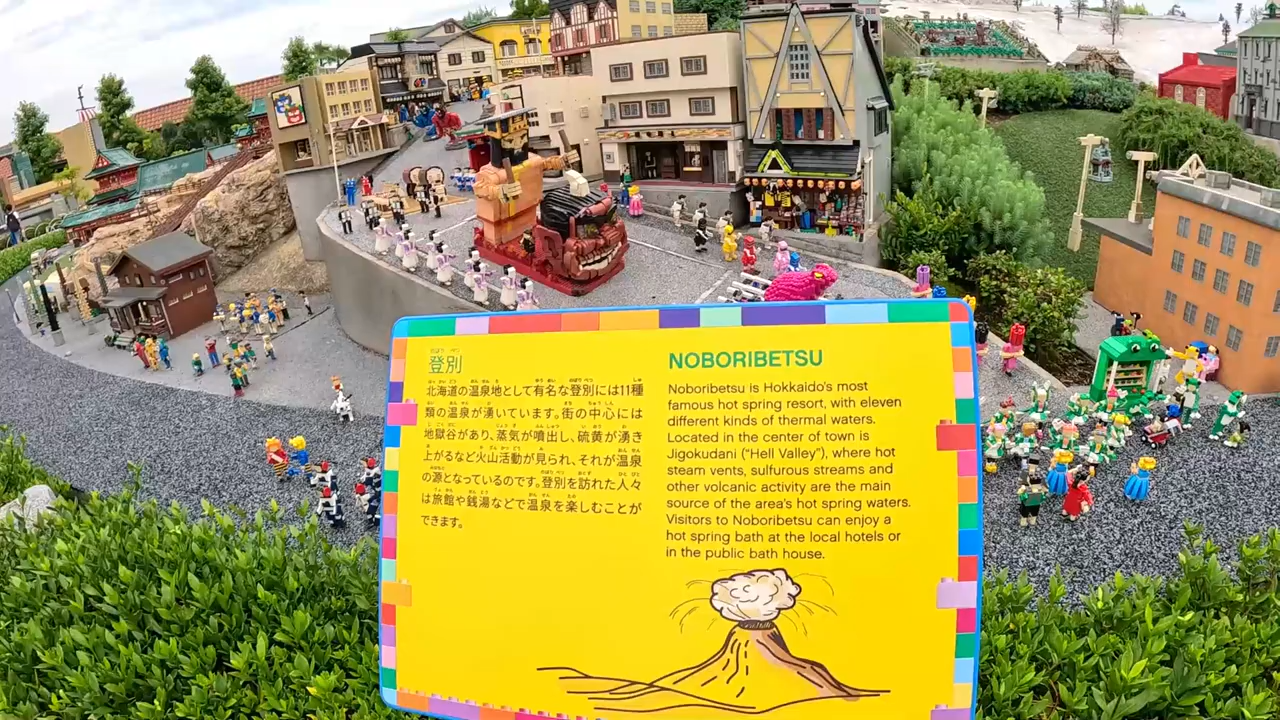 登別
北海道の温泉地として有名な登別には11種
類の温泉が湧いています。街の中心には
地獄谷があり、蒸気が噴出し、硫黄が湧き
上がるなど火山活動が見られ、それが温泉
の源となっているのです。登別を訪れた人々
は旅館や銭湯などで温泉を楽しむことが
できます。
NOBORIBETSU
Noboribetsu is Hokkaido's most
famous hot spring resort, with eleven
different kinds of thermal waters.
Located in the center of town is
Jigokudani (“Hell Valley”), where hot
steam vents, sulfurous streams and
other volcanic activity are the main
source of the area's hot spring waters.
Visitors to Noboribetsu can enjoy a
hot spring bath at the local hotels or
in the public bath house.